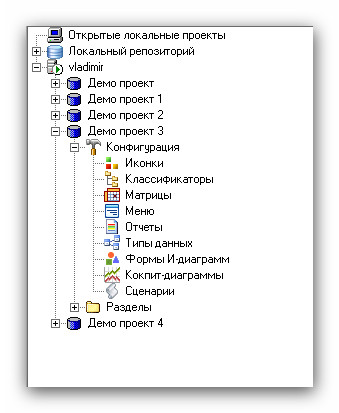 Открытые локальные проекты
Локальный репозиторий
vladimir
Демо проект
Демо проект 1
Демо проект 2
Демо проект 3
Конфигурация
Иконки
Классификаторы
Матрицы
Меню
Отчеты
Типы данных
Формы И-диаграмм
Кокпит-диаграммы
Сценарии
Разделы
Демо проект 4